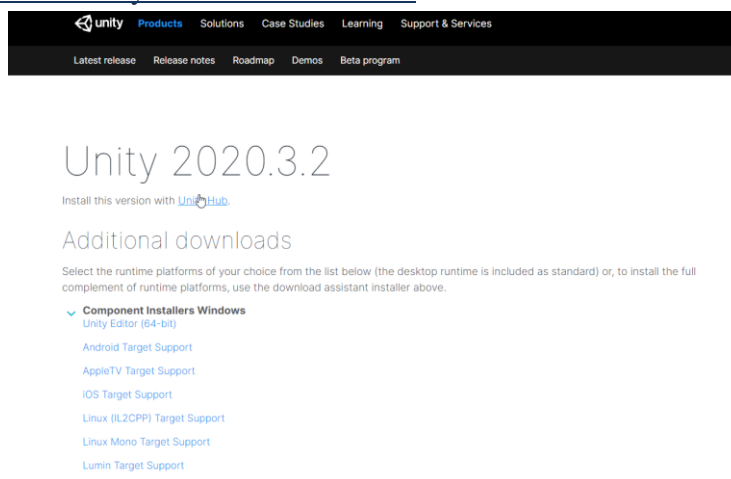 unity Products Solutions Case Studies Learning Support & Services
Latest release Release notes Roadmap Demos Beta program
Unity 2020.3.2
Install this version with Unity Hub.
Additional downloads
Select the runtime platforms of your choice from the list below (the desktop runtime is included as standard) or, to install the full
complement of runtime platforms, use the download assistant installer above.
Component Installers Windows
Unity Editor (64-bit)
Android Target Support
AppleTV Target Support
iOS Target Support
Linux (IL2CPP) Target Support
Linux Mono Target Support
Lumin Target Support